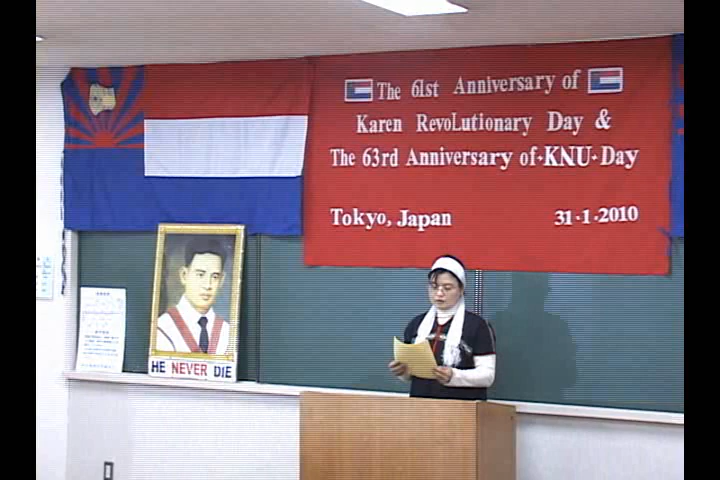 The 61st Anniversary of
Karen Revolutionary Day &
The 63rd Anniversary of-KNU-Day
Tokyo, Japan 31-1-2010
HE NEVER DIE